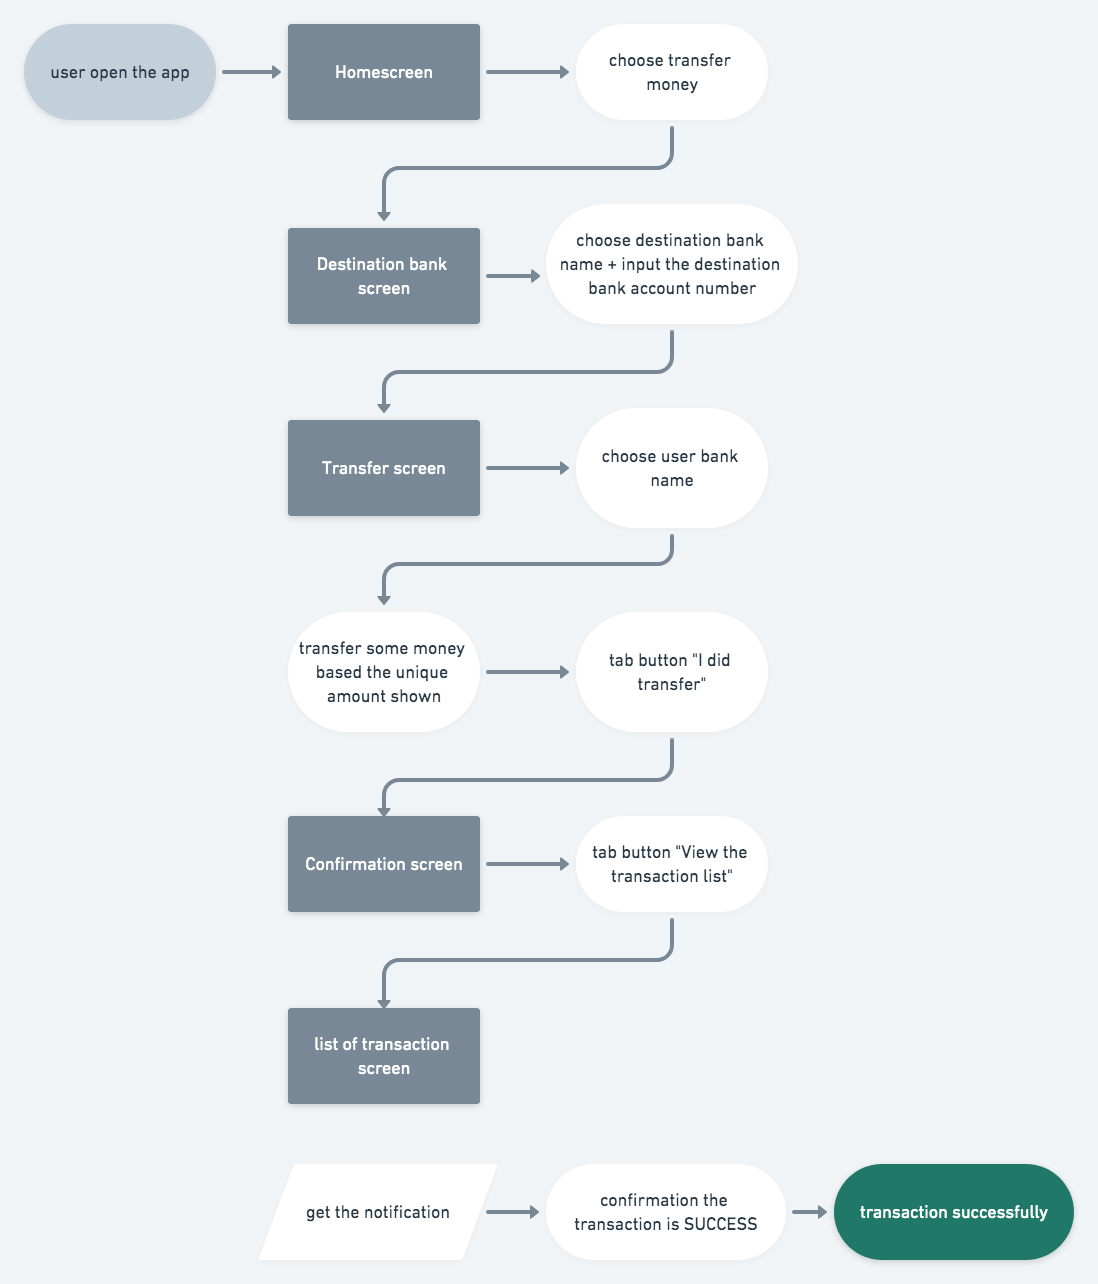 user open the app
Homescreen
choose transfer
money
Destination bank
screen
choose destination bank
name + input the destination
bank account number
Transfer screen
choose user bank
name
transfer some money
based the unique
amount shown
tab button "I did
transfer"
Confirmation screen
tab button "View the
transaction list"
list of transaction
screen
get the notification
confirmation the
transaction is SUCCESS
transaction successfully